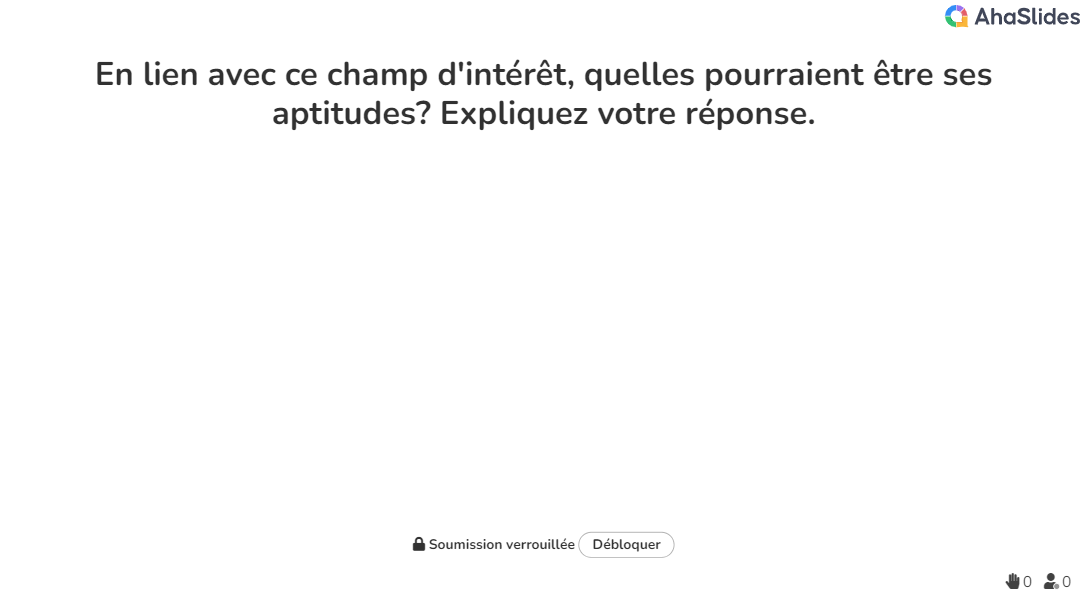 AhaSlides
En lien avec ce champ d'intérêt, quelles pourraient être ses
aptitudes? Expliquez votre réponse.
Soumission verrouillée Débloquer
0 0